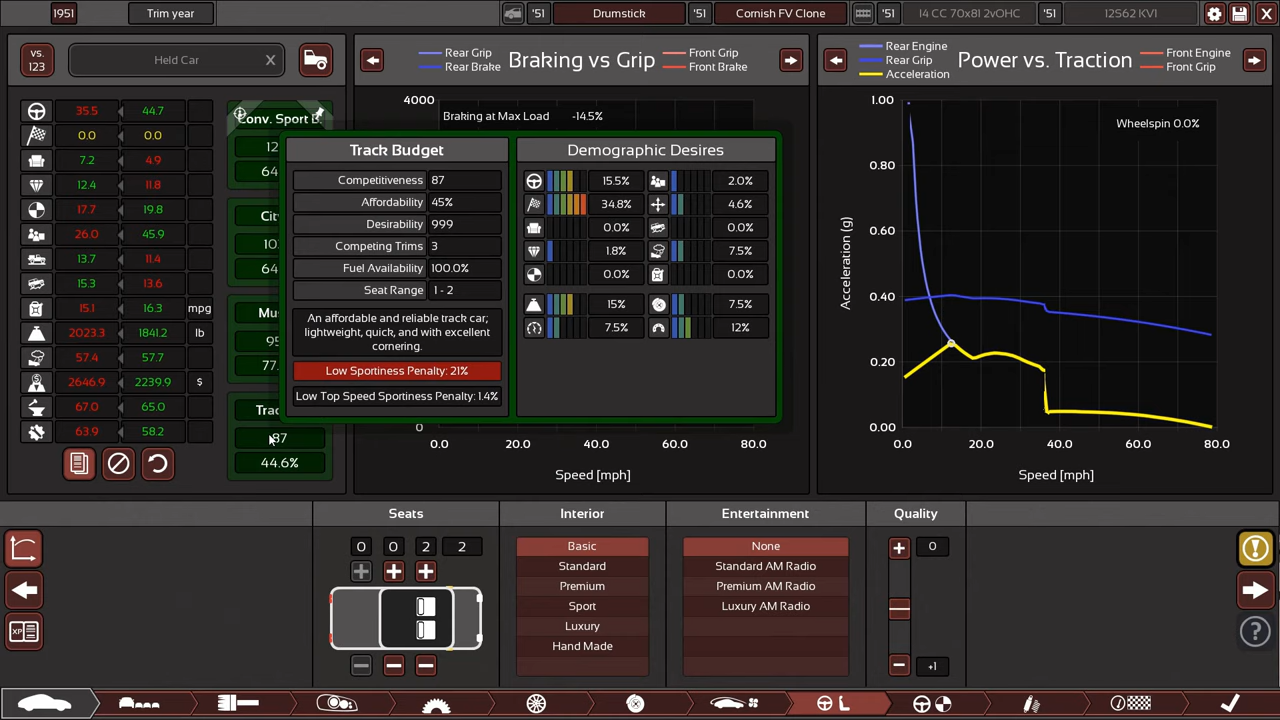 1951
Trim year
'51
Drumstick
'51
Cornish FV Clone
'51
I4 CC 70x81 2vOHC
'51
12562 KVI
vs.
123
Held Car
X
Rear Grip
Rear Brake
Braking vs Grip
Front Grip
Front Brake
Rear Engine
Rear Grip
Acceleration
Power vs. Traction
Front Engine
Front Grip
35.5 44.7
0.0 0.0
7.2 4.9
12.4 11.8
17.7 19.8
26.0 45.9
13.7 11.4
15.3 13.6
15.1 16.3 mpg
2023.3 1841.2 lb
57.4 57.7
2646.9 2239.9 $
67.0 65.0
63.9 58.2
Conv. Sport B
12
64
Cit
10
64
Mu
95
77.
Trac
87
44.6%
Track Budget
Competitiveness 87
Affordability 45%
Desirability 999
Competing Trims 3
Fuel Availability 100.0%
Seat Range 1 - 2
An affordable and reliable track car;
lightweight, quick, and with excellent
cornering.
Low Sportiness Penalty: 21%
Low Top Speed Sportiness Penalty: 1.4%
Demographic Desires
15.5% 2.0%
34.8% 4.6%
0.0% 0.0%
1.8% 7.5%
0.0% 0.0%
15% 7.5%
7.5% 12%
4000
Braking at Max Load -14.5%
0
0.0 20.0 40.0 60.0 80.0
Speed [mph]
Wheelspin 0.0%
Acceleration (g)
1.00
0.80
0.60
0.40
0.20
0.00
0.0 20.0 40.0 60.0 80.0
Speed [mph]
Seats
0 0 2 2
Interior
Basic
Standard
Premium
Sport
Luxury
Hand Made
Entertainment
None
Standard AM Radio
Premium AM Radio
Luxury AM Radio
Quality
0
+1
XP